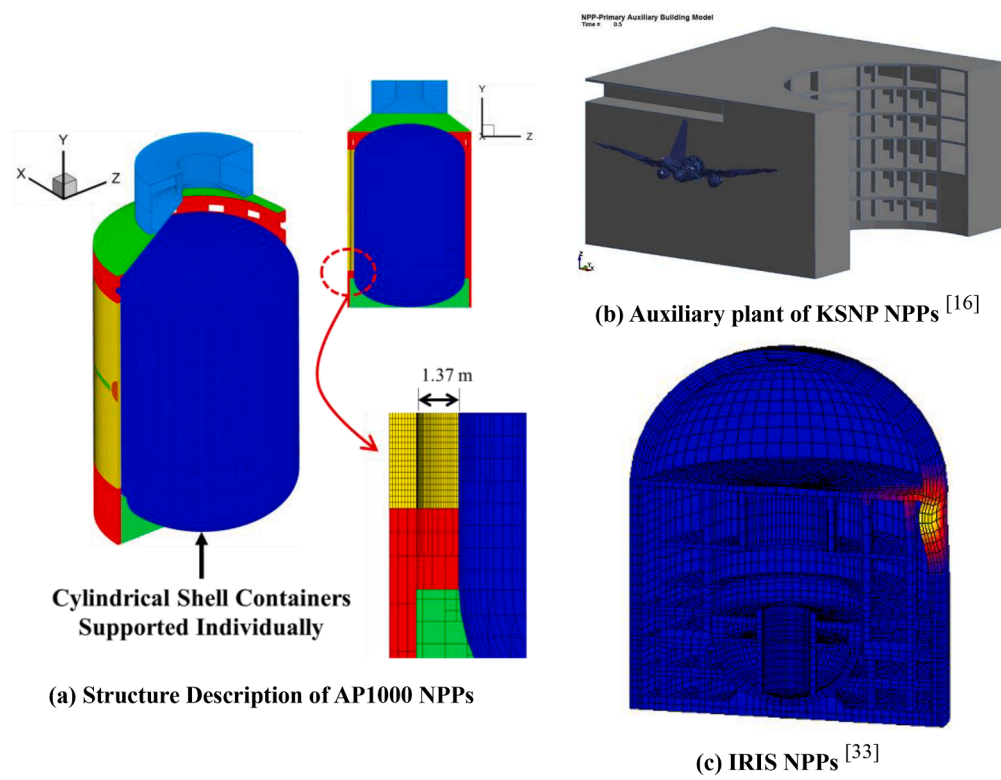 Y
X
Z
Cylindrical Shell Containers
Supported Individually
Y
X
Z
1.37 m
(a) Structure Description of AP1000 NPPs
NPP-Primary Auxiliary Building Model
Time = 0.5
Z
Y
X
(b) Auxiliary plant of KSNP NPPs [16]
(c) IRIS NPPs [33]